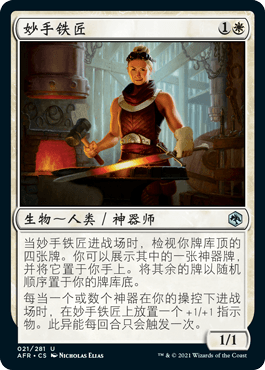 妙手铁匠 1
生物～人类／神器师
当妙手铁匠进战场时，检视你牌库顶的
四张牌。你可以展示其中的一张神器牌，
并将它置于你手上。将其余的牌以随机
顺序置于你的牌库底。
每当一个或数个神器在你的操控下进战
场时，在妙手铁匠上放置一个+1/+1指示
物。此异能每回合只会触发一次。
1/1
021/281 U
AFR • CS NICHOLAS ELIAS
™ & © 2021 Wizards of the Coast